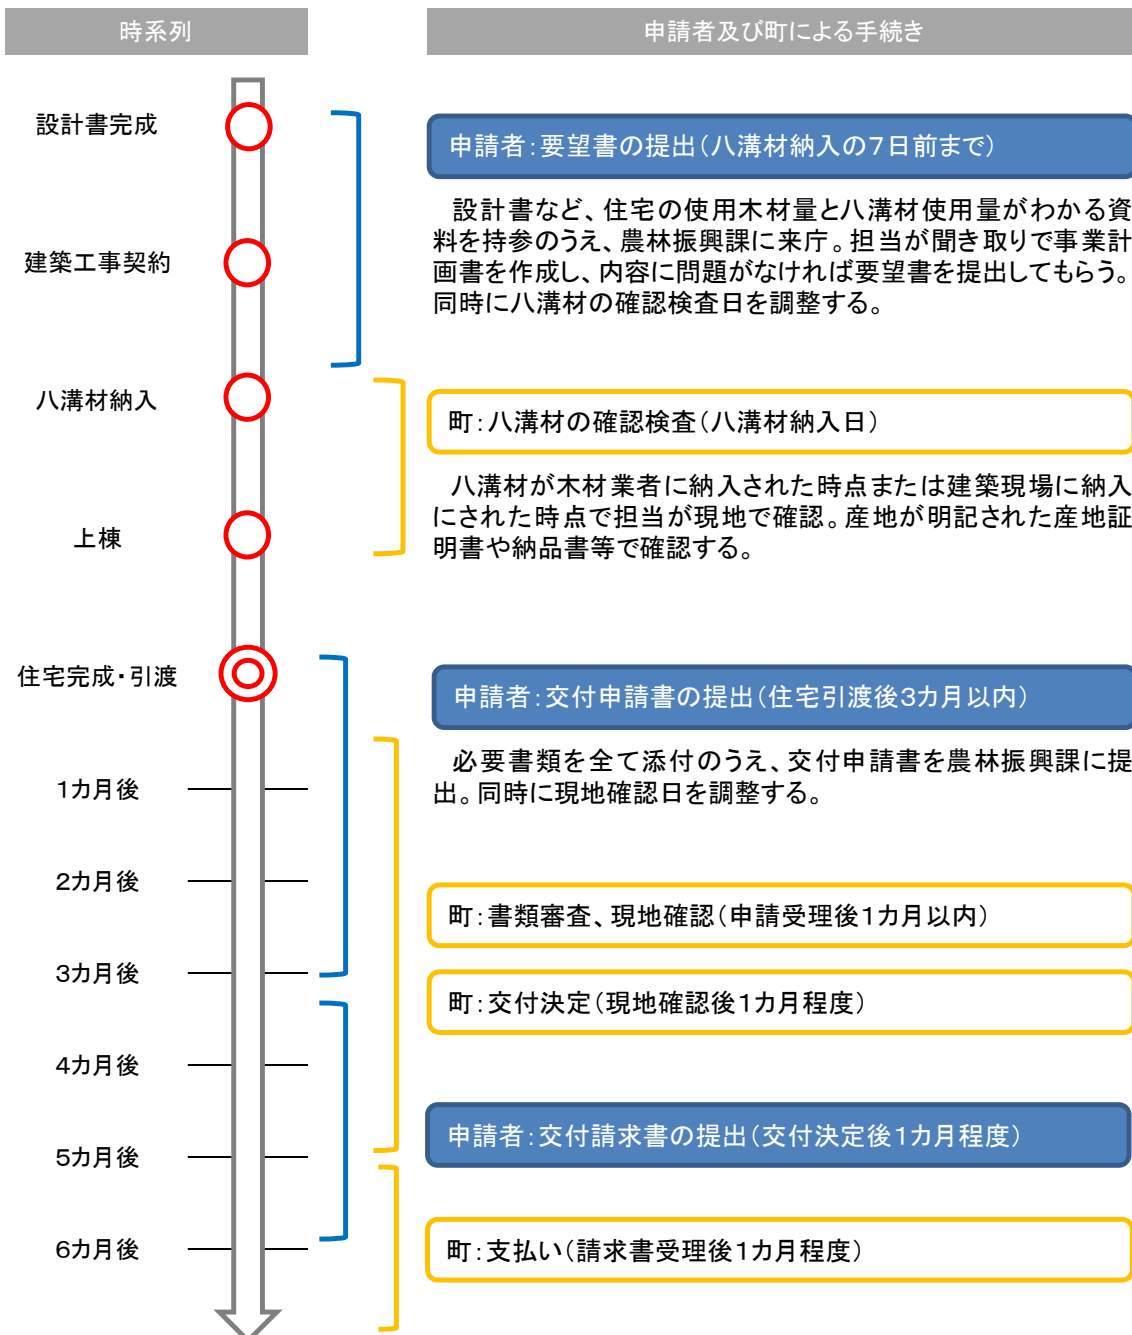 時系列
申請者及び町による手続き
設計書完成
申請者：要望書の提出（八溝材納入の７日前まで）
設計書など、住宅の使用木材量と八溝材使用量がわかる資
料を持参のうえ、農林振興課に来庁。担当が聞き取りで事業計
画書を作成し、内容に問題がなければ要望書を提出してもらう。
同時に八溝材の確認検査日を調整する。
建築工事契約
八溝材納入
町：八溝材の確認検査（八溝材納入日）
八溝材が木材業者に納入された時点または建築現場に納入
にされた時点で担当が現地で確認。産地が明記された産地証
明書や納品書等で確認する。
上棟
住宅完成・引渡
申請者：交付申請書の提出（住宅引渡後３カ月以内）
必要書類を全て添付のうえ、交付申請書を農林振興課に提
出。同時に現地確認日を調整する。
１カ月後
２カ月後
町：書類審査、現地確認（申請受理後１カ月以内）
３カ月後
町：交付決定（現地確認後１カ月程度）
４カ月後
申請者：交付請求書の提出（交付決定後１カ月程度）
５カ月後
６カ月後
町：支払い（請求書受理後１カ月程度）